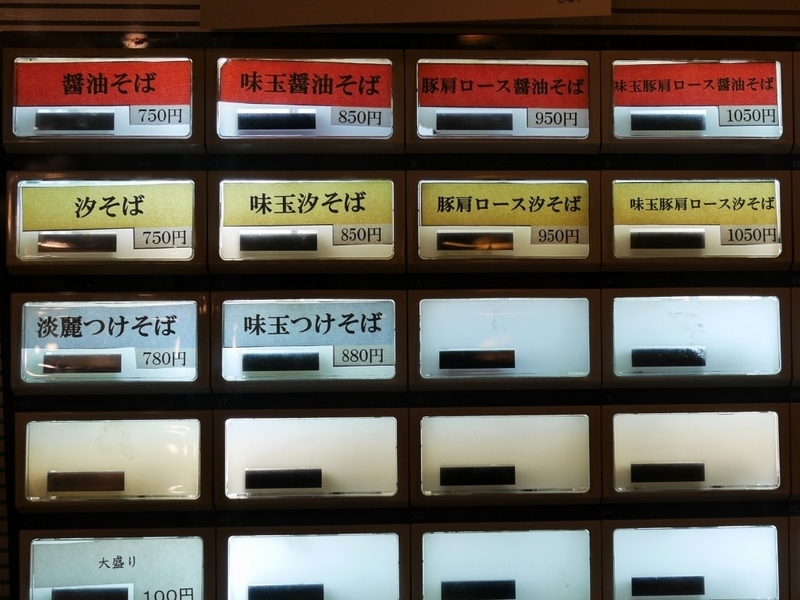 醤油そば
750円
味玉醤油そば
850円
豚肩ロース醤油そば
950円
味玉豚肩ロース醤油そば
1050円
汐そば
750円
味玉汐そば
850円
豚肩ロース汐そば
950円
味玉豚肩ロース汐そば
1050円
淡麗つけそば
780円
味玉つけそば
880円
大盛り
100円